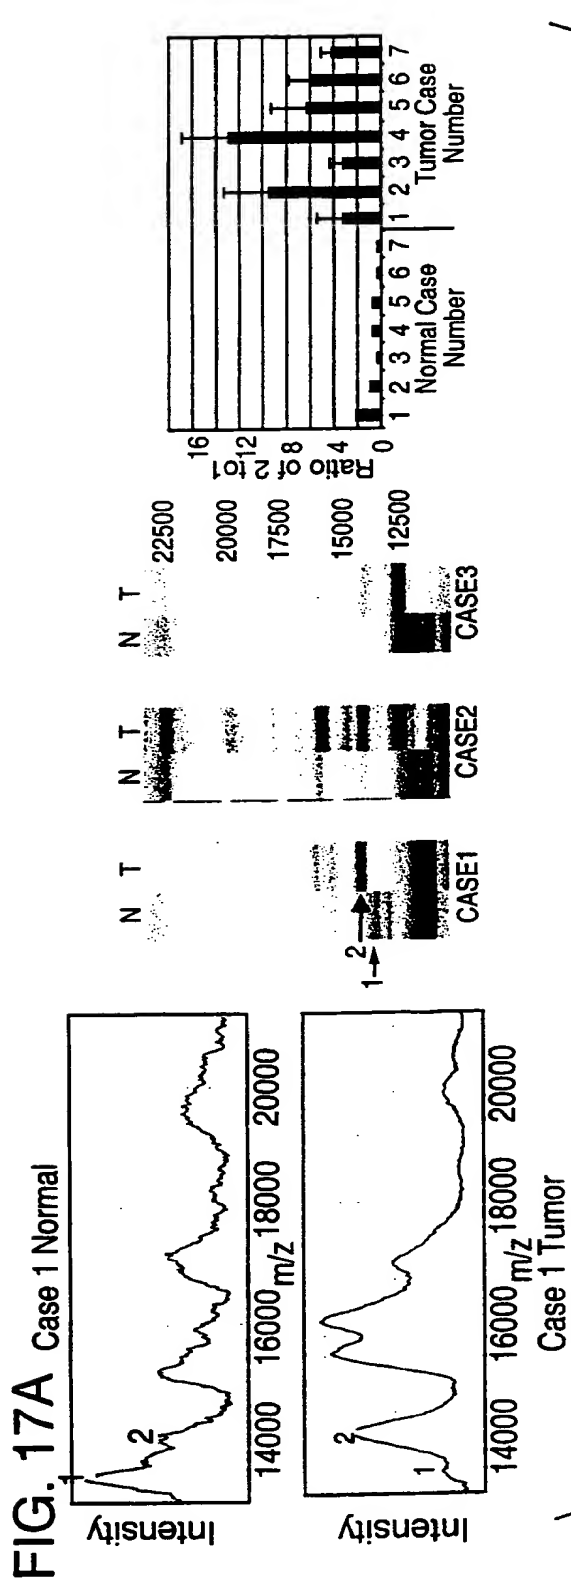 FIG. 17A
Case 1 Normal
Intensity
1
2
14000 16000 18000 20000
m/z
Intensity
1
2
14000 16000 18000 20000
m/z
Case 1 Tumor
N T
1
2
CASE1
N T
CASE2
N T
CASE3
22500
20000
17500
15000
12500
Ratio of 2 to1
16
12
8
4
0
1 2 3 4 5 6 7
Normal Case
Number
1 2 3 4 5 6 7
Tumor Case
Number